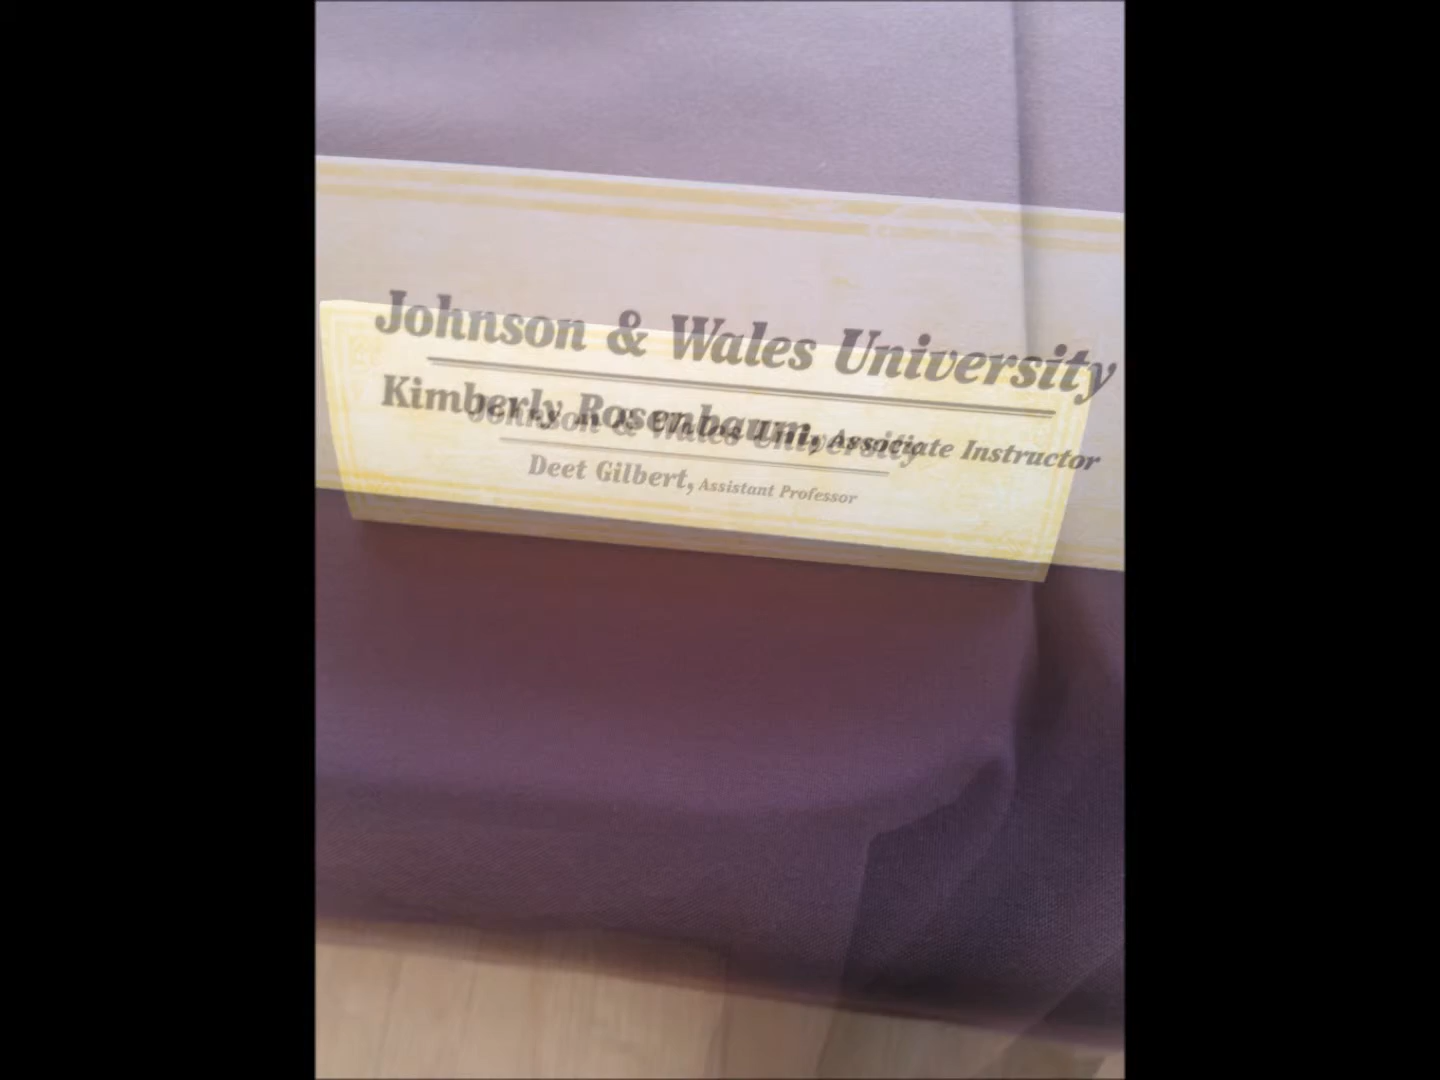 Johnson & Wales University
Kimberly Rosenbaum, Associate Instructor
Johnson & Wales University
Deet Gilbert, Assistant Professor